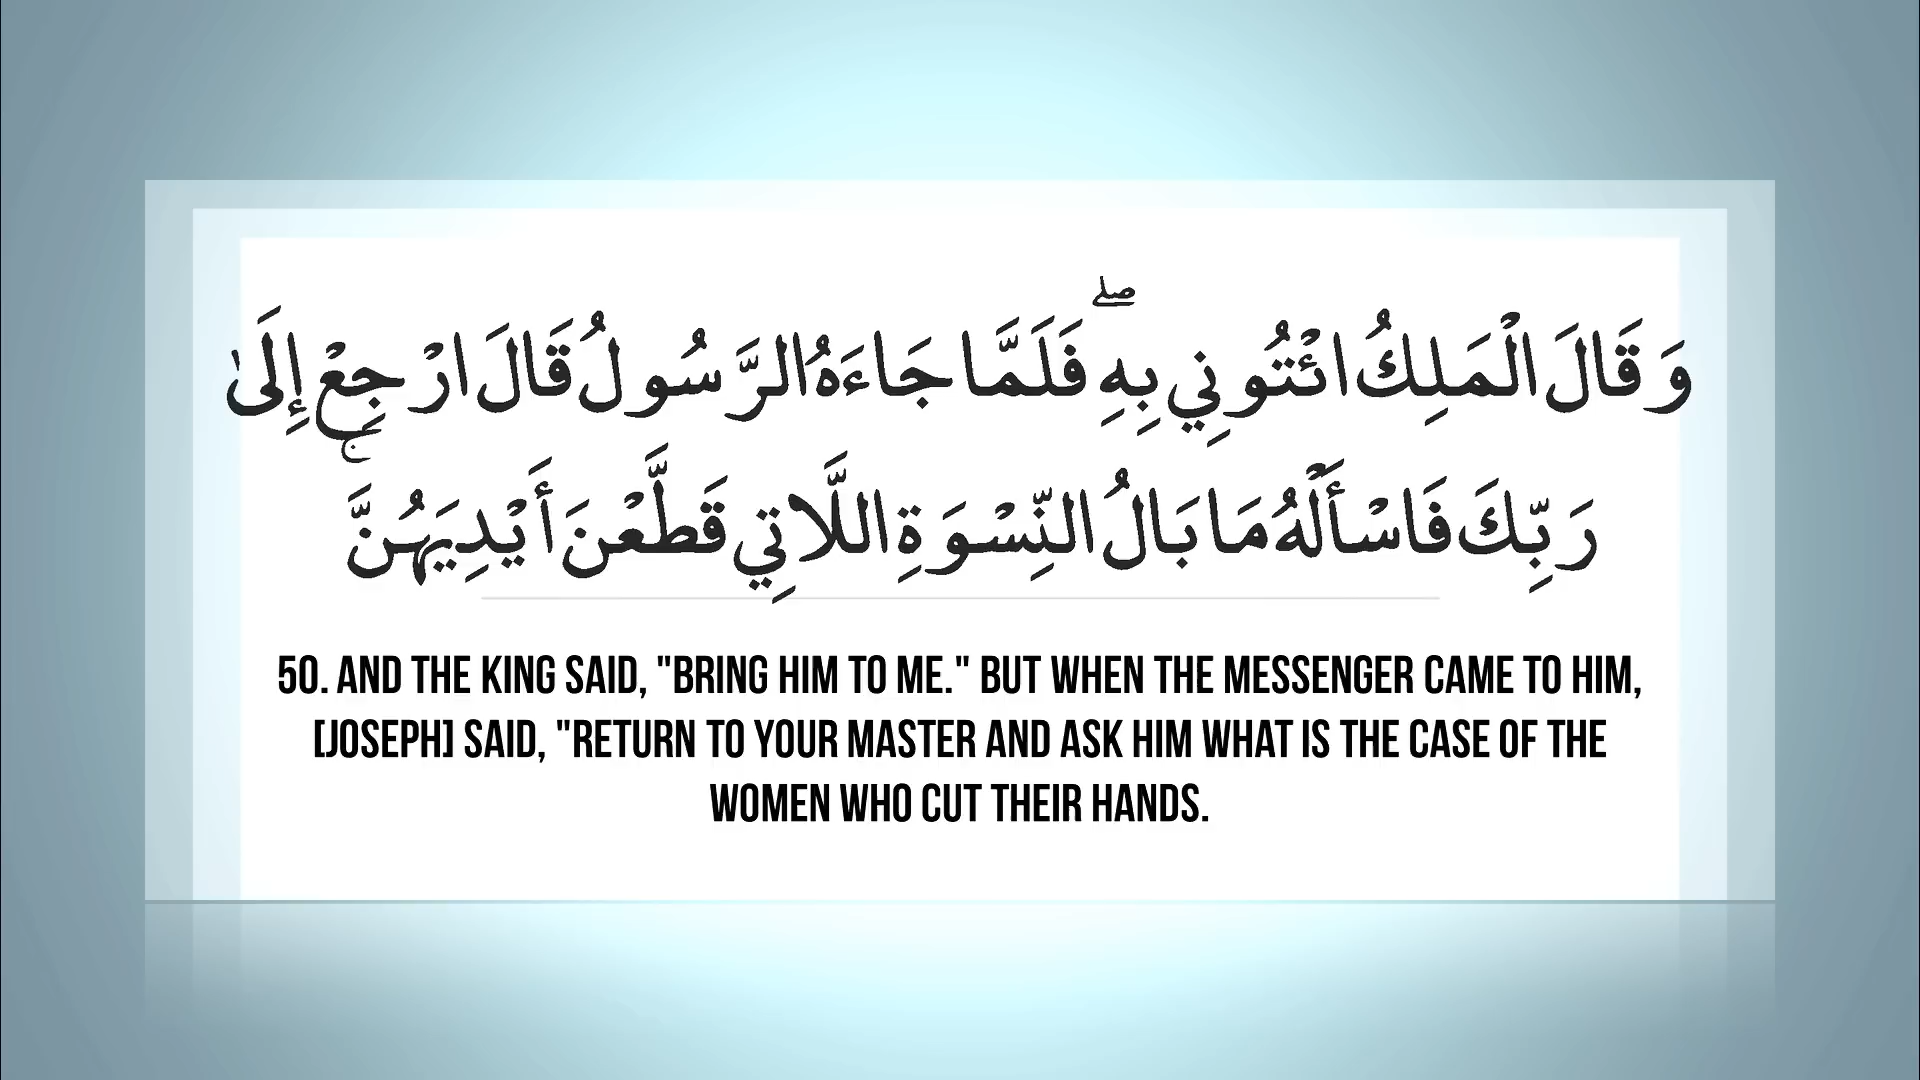 وَقَالَ الْمَلِكُ ائْتُونِي بِهِ ۖ فَلَمَّا جَاءَهُ الرَّسُولُ قَالَ ارْجِعْ إِلَىٰ
رَبِّكَ فَاسْأَلْهُ مَا بَالُ النِّسْوَةِ اللَّاتِي قَطَّعْنَ أَيْدِيَهُنَّ ۚ
50. AND THE KING SAID, "BRING HIM TO ME." BUT WHEN THE MESSENGER CAME TO HIM,
[JOSEPH] SAID, "RETURN TO YOUR MASTER AND ASK HIM WHAT IS THE CASE OF THE
WOMEN WHO CUT THEIR HANDS.